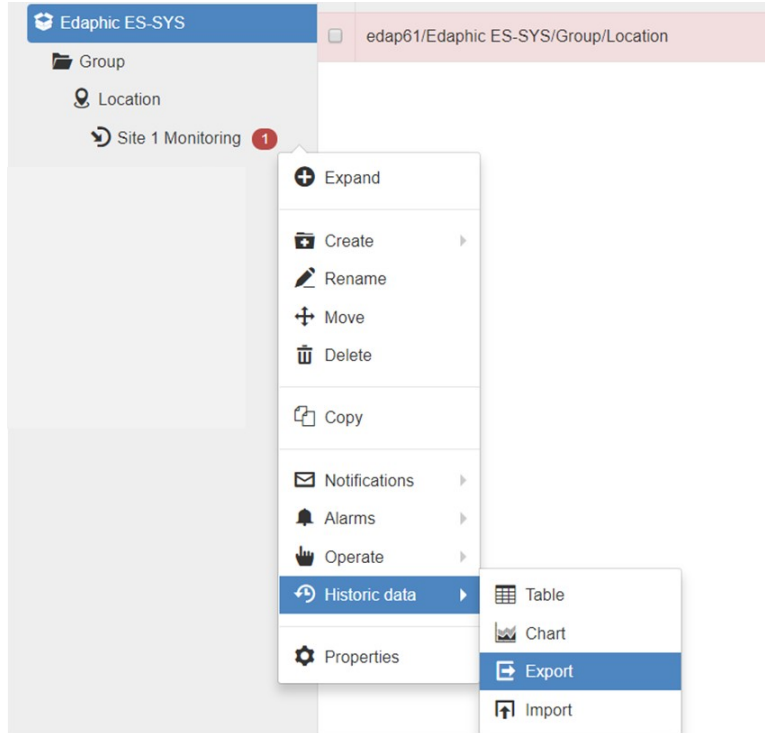 Edaphic ES-SYS
edap61/Edaphic ES-SYS/Group/Location
Group
Location
Site 1 Monitoring 1
Expand
Create
Rename
Move
Delete
Copy
Notifications
Alarms
Operate
Historic data
Properties
Table
Chart
Export
Import